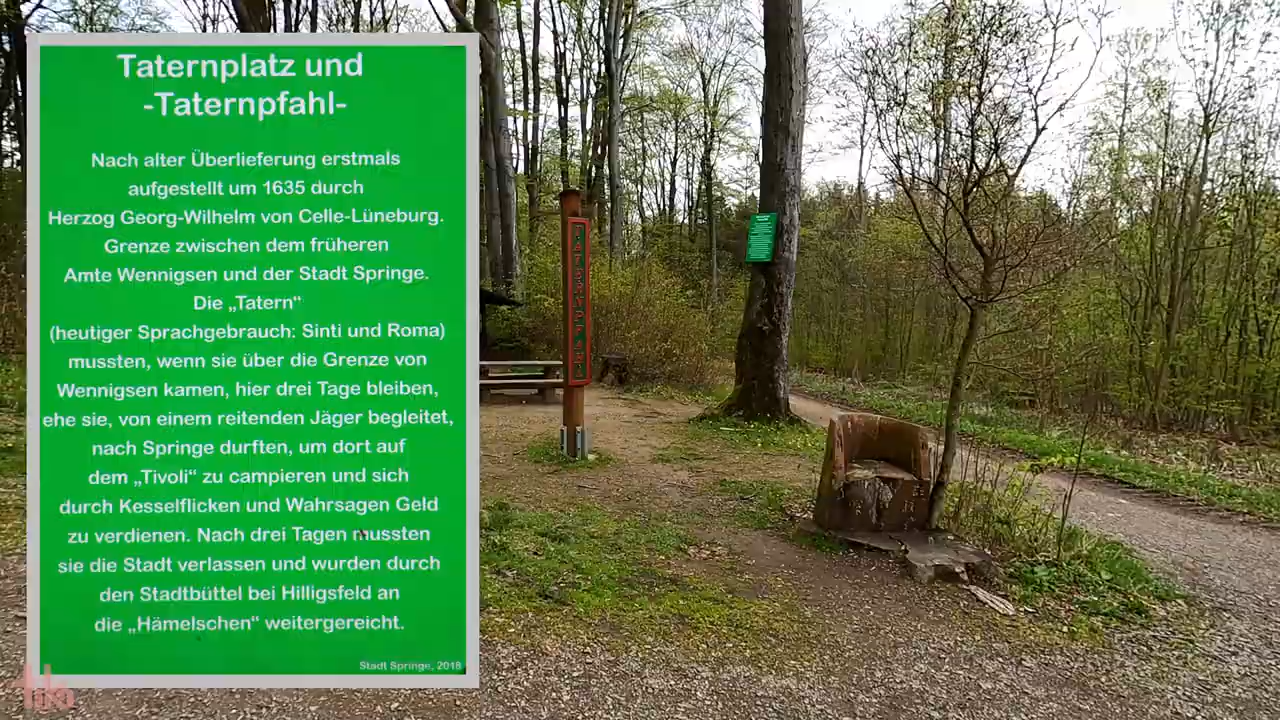 Taternplatz und
-Taternpfahl-
Nach alter Überlieferung erstmals
aufgestellt um 1635 durch
Herzog Georg-Wilhelm von Celle-Lüneburg.
Grenze zwischen dem früheren
Amte Wennigsen und der Stadt Springe.
Die „Tatern“
(heutiger Sprachgebrauch: Sinti und Roma)
mussten, wenn sie über die Grenze von
Wennigsen kamen, hier drei Tage bleiben,
ehe sie, von einem reitenden Jäger begleitet,
nach Springe durften, um dort auf
dem „Tivoli“ zu campieren und sich
durch Kesselflicken und Wahrsagen Geld
zu verdienen. Nach drei Tagen mussten
sie die Stadt verlassen und wurden durch
den Stadtbüttel bei Hilligsfeld an
die „Hämelschen“ weitergereicht.
Stadt Springe, 2018
TATERNPFAHL